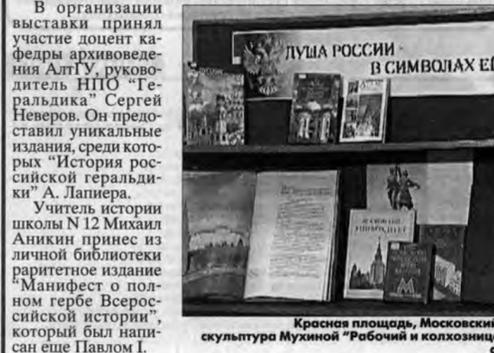 В организации
выставки принял
участие доцент ка-
федры архивоведе-
ния АлтГУ, руково-
дитель НПО "Ге-
ральдика" Сергей
Неверов. Он предо-
ставил уникальные
издания, среди кото-
рых "История рос-
сийской геральди-
ки" А. Лапиера.
Учитель истории
школы N 12 Михаил
Аникин принес из
личной библиотеки
раритетное издание
"Манифест о пол-
ном гербе Всерос-
сийской истории",
который был напи-
сан еще Павлом I.
ДУША РОССИИ -
В СИМВОЛАХ ЕЁ
МОСКОВСКИЙ
УНИВЕРСИТЕТ
Красная площадь, Московский
скульптура Мухиной "Рабочий и колхозниц